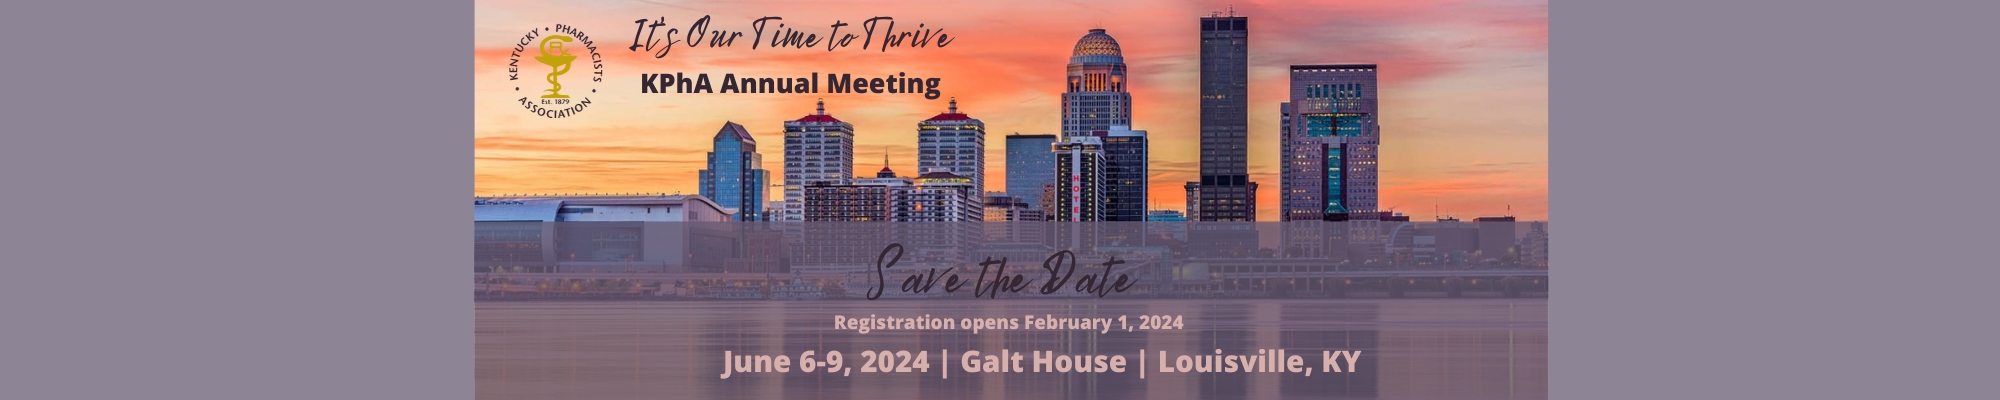 KENTUCKY • PHARMACISTS • ASSOCIATION •
Est. 1879
It's Our Time to Thrive
KPhA Annual Meeting
HOTEL
Save the Date
Registration opens February 1, 2024
June 6-9, 2024 | Galt House | Louisville, KY